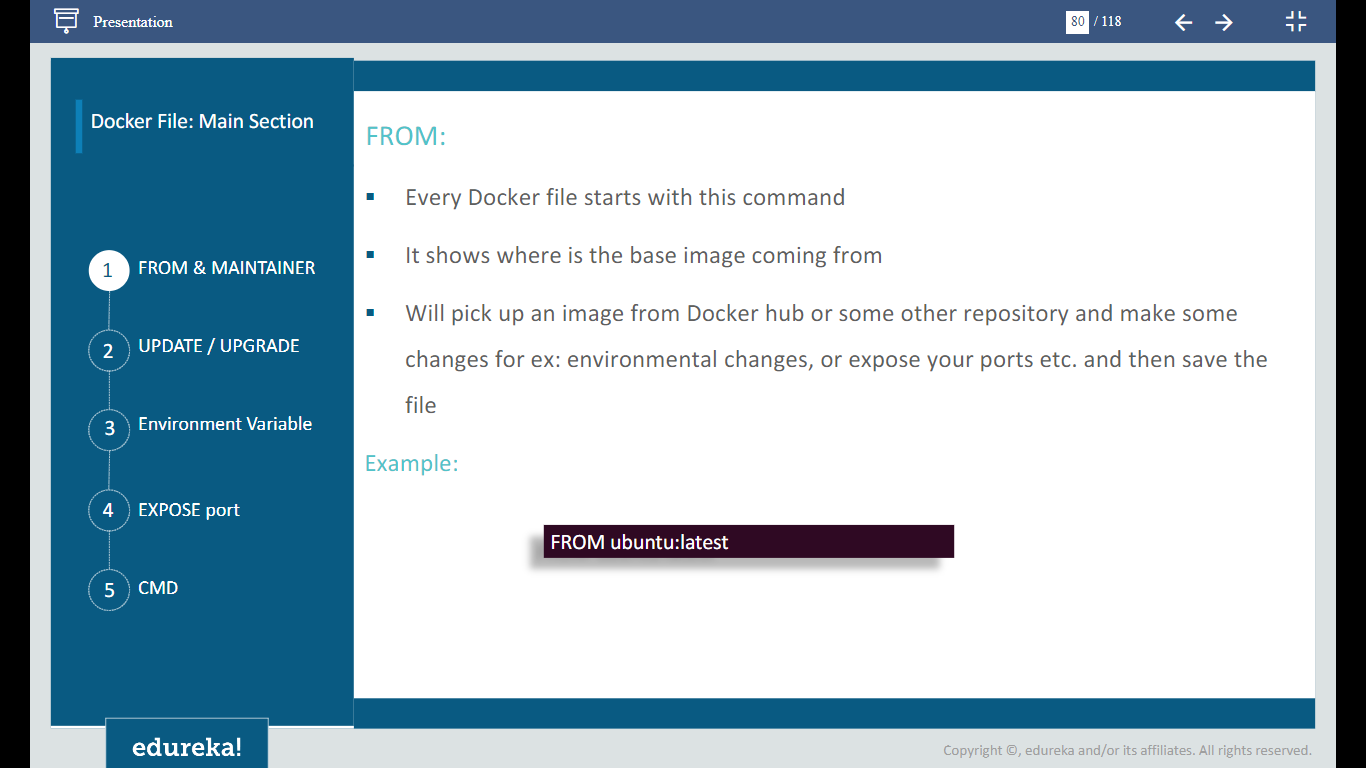 Presentation
80 / 118
Docker File: Main Section
1 FROM & MAINTAINER
2 UPDATE / UPGRADE
3 Environment Variable
4 EXPOSE port
5 CMD
FROM:
Every Docker file starts with this command
It shows where is the base image coming from
Will pick up an image from Docker hub or some other repository and make some
changes for ex: environmental changes, or expose your ports etc. and then save the
file
Example:
FROM ubuntu:latest
edureka!
Copyright ©, edureka and/or its affiliates. All rights reserved.